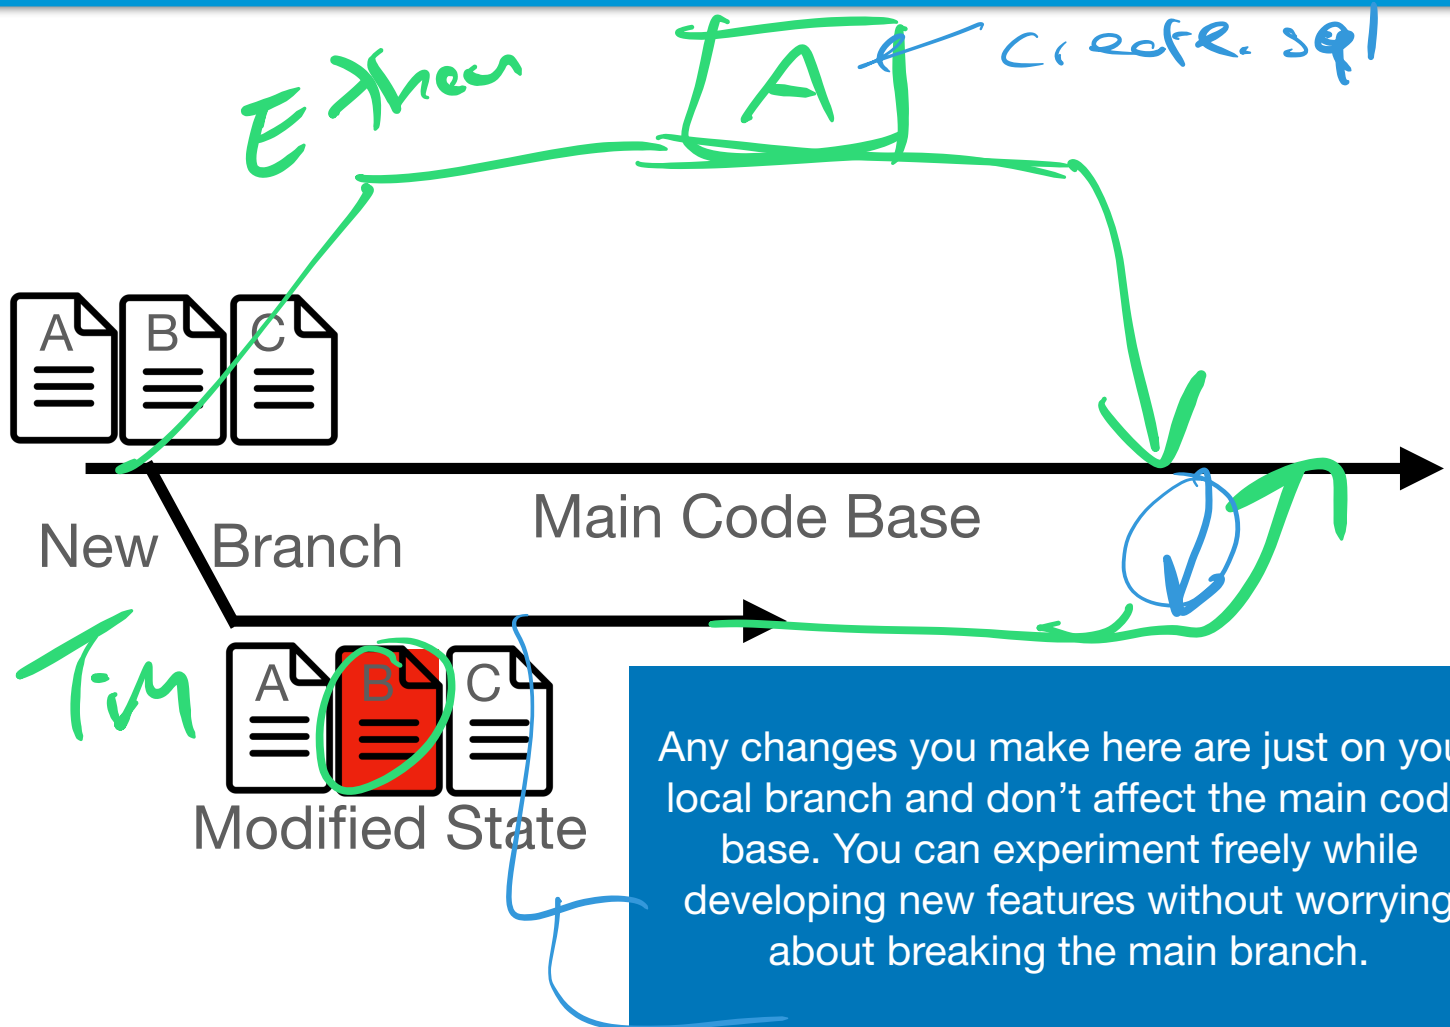 A create.sql
A B C
Main Code Base
New Branch
Tim
A B C
Modified State
Any changes you make here are just on you
local branch and don’t affect the main cod
base. You can experiment freely while
developing new features without worrying
about breaking the main branch.